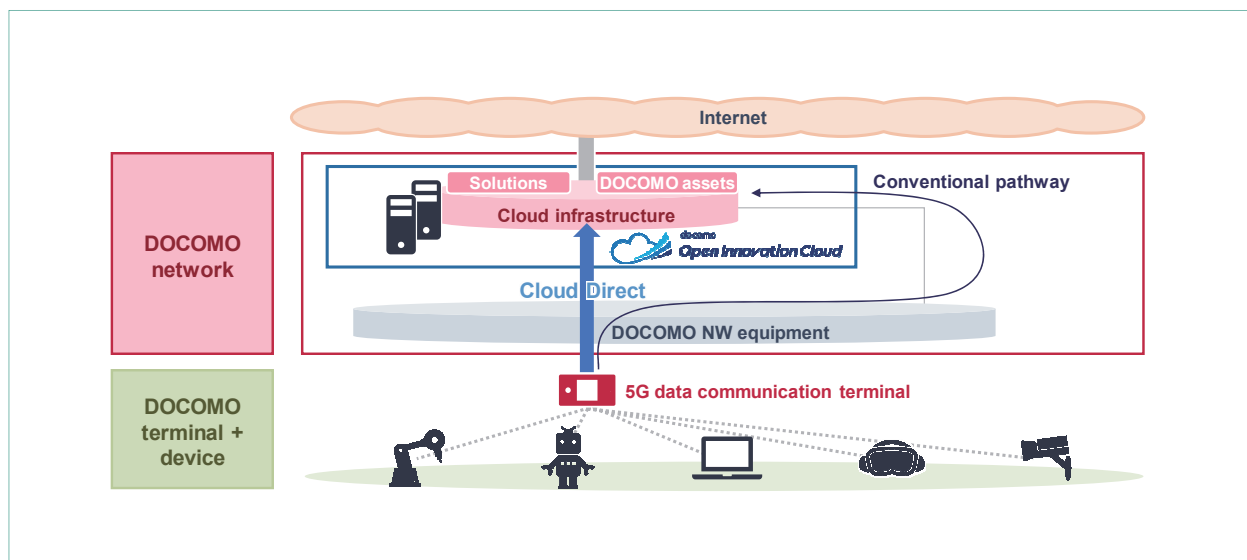 Internet
DOCOMO
network
Solutions
DOCOMO assets
Conventional pathway
Cloud infrastructure
docomo
Open Innovation Cloud
Cloud Direct
DOCOMO NW equipment
DOCOMO
terminal +
device
5G data communication terminal